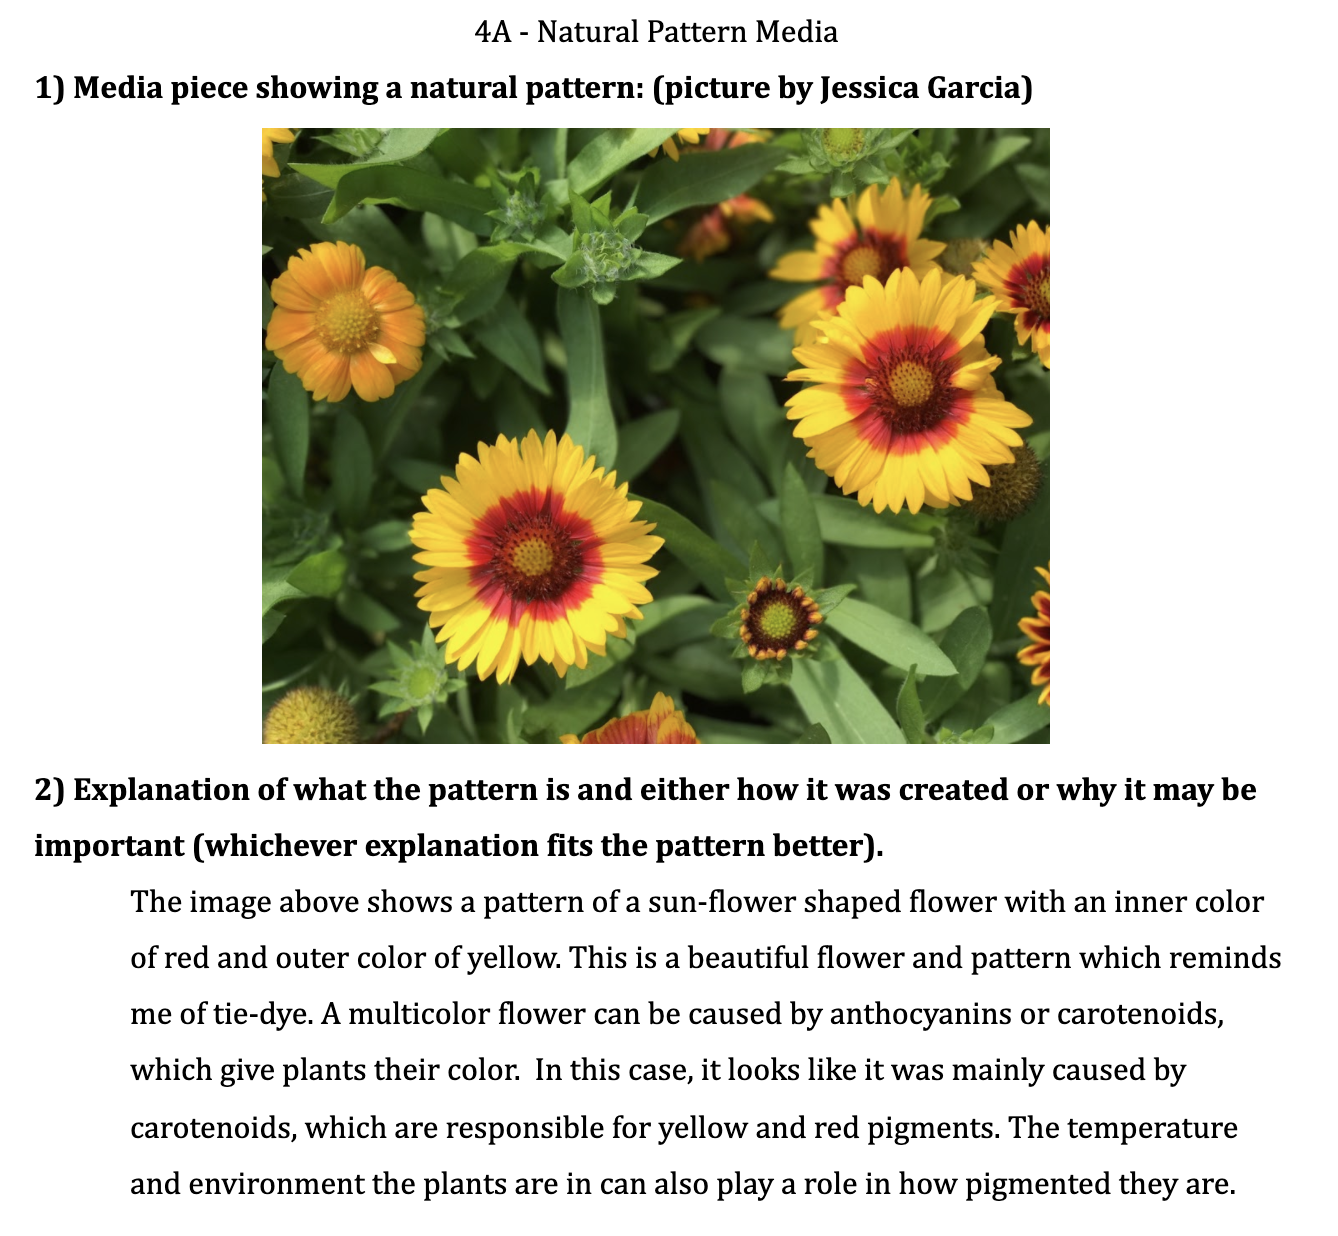 4A - Natural Pattern Media
1) Media piece showing a natural pattern: (picture by Jessica Garcia)
2) Explanation of what the pattern is and either how it was created or why it may be
important (whichever explanation fits the pattern better).
The image above shows a pattern of a sun-flower shaped flower with an inner color
of red and outer color of yellow. This is a beautiful flower and pattern which reminds
me of tie-dye. A multicolor flower can be caused by anthocyanins or carotenoids,
which give plants their color.  In this case, it looks like it was mainly caused by
carotenoids, which are responsible for yellow and red pigments. The temperature
and environment the plants are in can also play a role in how pigmented they are.